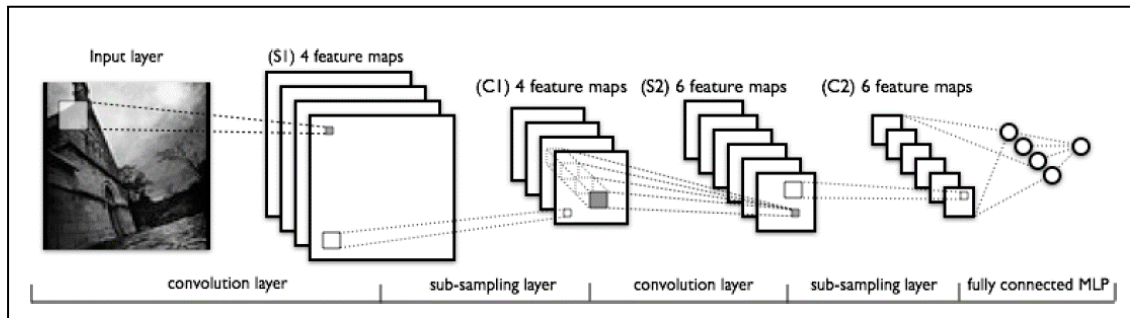 Input layer
(S1) 4 feature maps
(C1) 4 feature maps
(S2) 6 feature maps
(C2) 6 feature maps
convolution layer
sub-sampling layer
convolution layer
sub-sampling layer
fully connected MLP